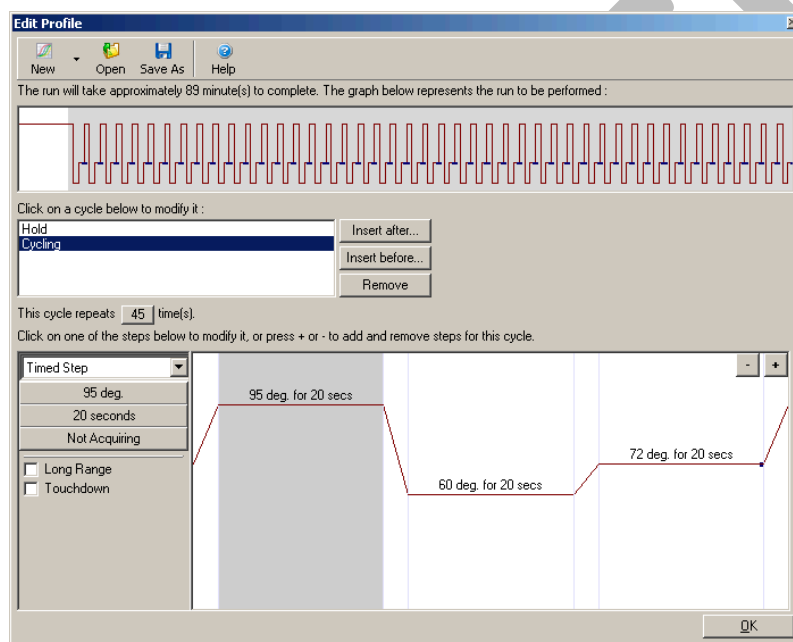 Edit Profile
New Open Save As Help
The run will take approximately 89 minute(s) to complete. The graph below represents the run to be performed :
Click on a cycle below to modify it :
Hold
Cycling
Insert after...
Insert before...
Remove
This cycle repeats 45 time(s).
Click on one of the steps below to modify it, or press + or - to add and remove steps for this cycle.
Timed Step
95 deg.
20 seconds
Not Acquiring
Long Range
Touchdown
95 deg. for 20 secs
60 deg. for 20 secs
72 deg. for 20 secs
- +
OK